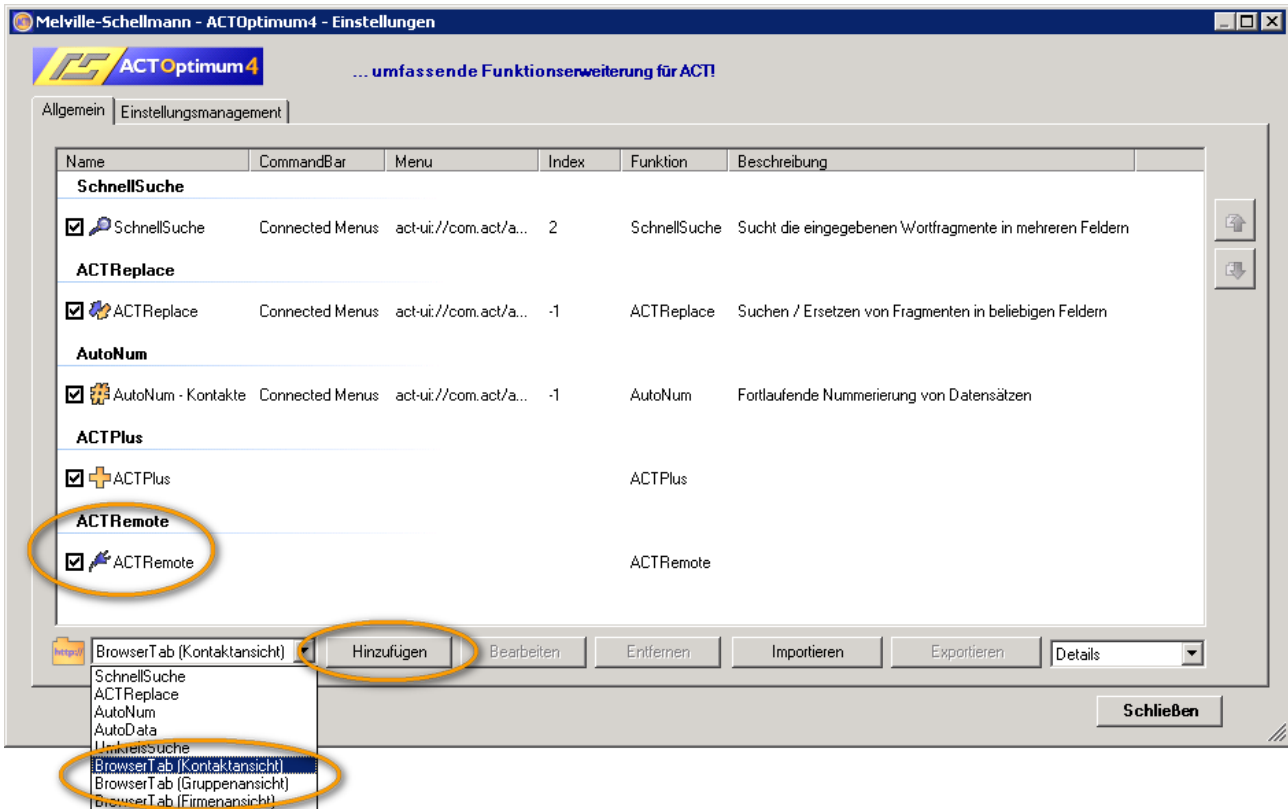 Melville-Schellmann - ACTOptimum4 - Einstellungen
ACTOptimum4
... umfassende Funktionserweiterung für ACT!
Allgemein Einstellungsmanagement
Name CommandBar Menu Index Funktion Beschreibung
SchnellSuche
SchnellSuche Connected Menus act-ui://com.act/a... 2 SchnellSuche Sucht die eingegebenen Wortfragmente in mehreren Feldern
ACTReplace
ACTReplace Connected Menus act-ui://com.act/a... -1 ACTReplace Suchen / Ersetzen von Fragmenten in beliebigen Feldern
AutoNum
AutoNum - Kontakte Connected Menus act-ui://com.act/a... -1 AutoNum Fortlaufende Nummerierung von Datensätzen
ACTPlus
ACTPlus ACTPlus
ACTRemote
ACTRemote ACTRemote
http:// BrowserTab (Kontaktansicht) Hinzufügen Bearbeiten Entfernen Importieren Exportieren Details
SchnellSuche
ACTReplace
AutoNum
AutoData
UmkreisSuche
BrowserTab (Kontaktansicht)
BrowserTab (Gruppenansicht)
BrowserTab (Firmenansicht)
Schließen